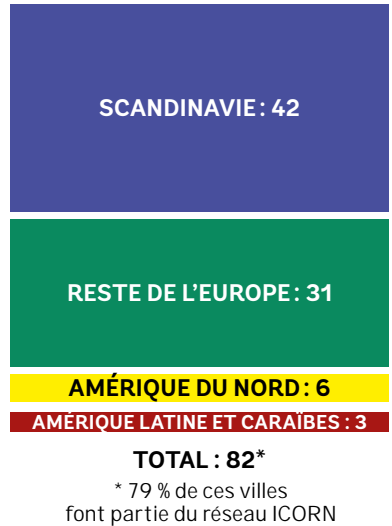 SCANDINAVIE : 42
RESTE DE L’EUROPE : 31
AMÉRIQUE DU NORD : 6
AMÉRIQUE LATINE ET CARAÏBES : 3
TOTAL : 82*
* 79 % de ces villes
font partie du réseau ICORN